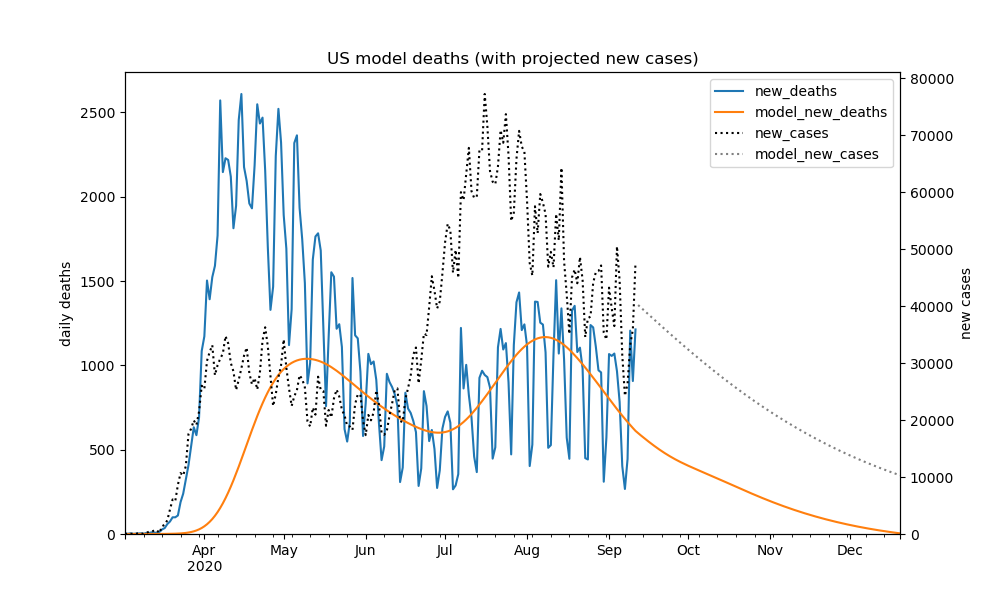 US model deaths (with projected new cases)
new_deaths
model_new_deaths
new_cases
model_new_cases
daily deaths
2500
2000
1500
1000
500
0
new cases
80000
70000
60000
50000
40000
30000
20000
10000
0
Apr May Jun Jul Aug Sep Oct Nov Dec
2020